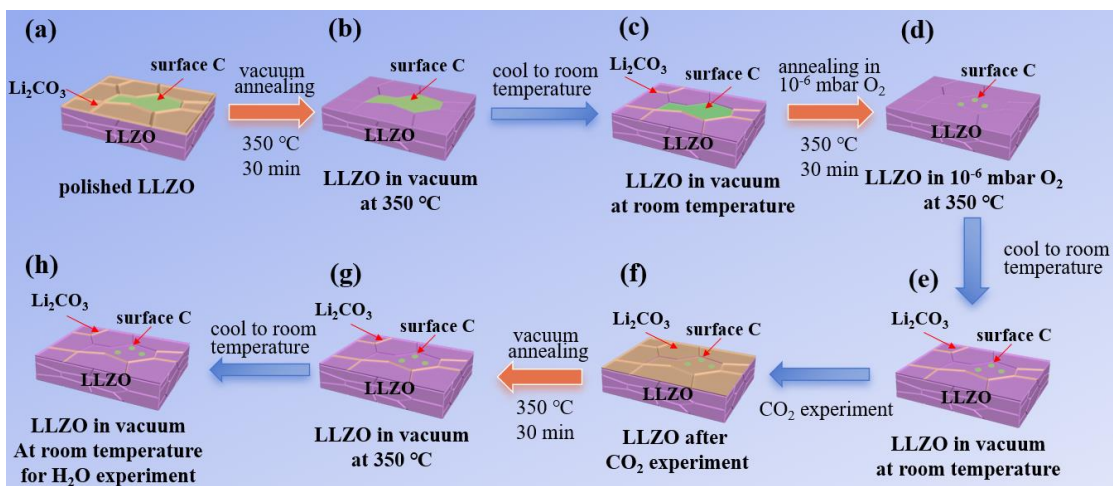 (a)
Li₂CO₃
surface C
LLZO
polished LLZO
vacuum
annealing
350 °C
30 min
(b)
surface C
LLZO
LLZO in vacuum
at 350 °C
cool to room
temperature
(c)
Li₂CO₃
surface C
LLZO
LLZO in vacuum
at room temperature
annealing in
10⁻⁶ mbar O₂
350 °C
30 min
(d)
surface C
LLZO
LLZO in 10⁻⁶ mbar O₂
at 350 °C
cool to room
temperature
(e)
Li₂CO₃
surface C
LLZO
LLZO in vacuum
at room temperature
CO₂ experiment
(f)
Li₂CO₃
surface C
LLZO
LLZO after
CO₂ experiment
vacuum
annealing
350 °C
30 min
(g)
Li₂CO₃
surface C
LLZO
LLZO in vacuum
at 350 °C
cool to room
temperature
(h)
Li₂CO₃
surface C
LLZO
LLZO in vacuum
At room temperature
for H₂O experiment